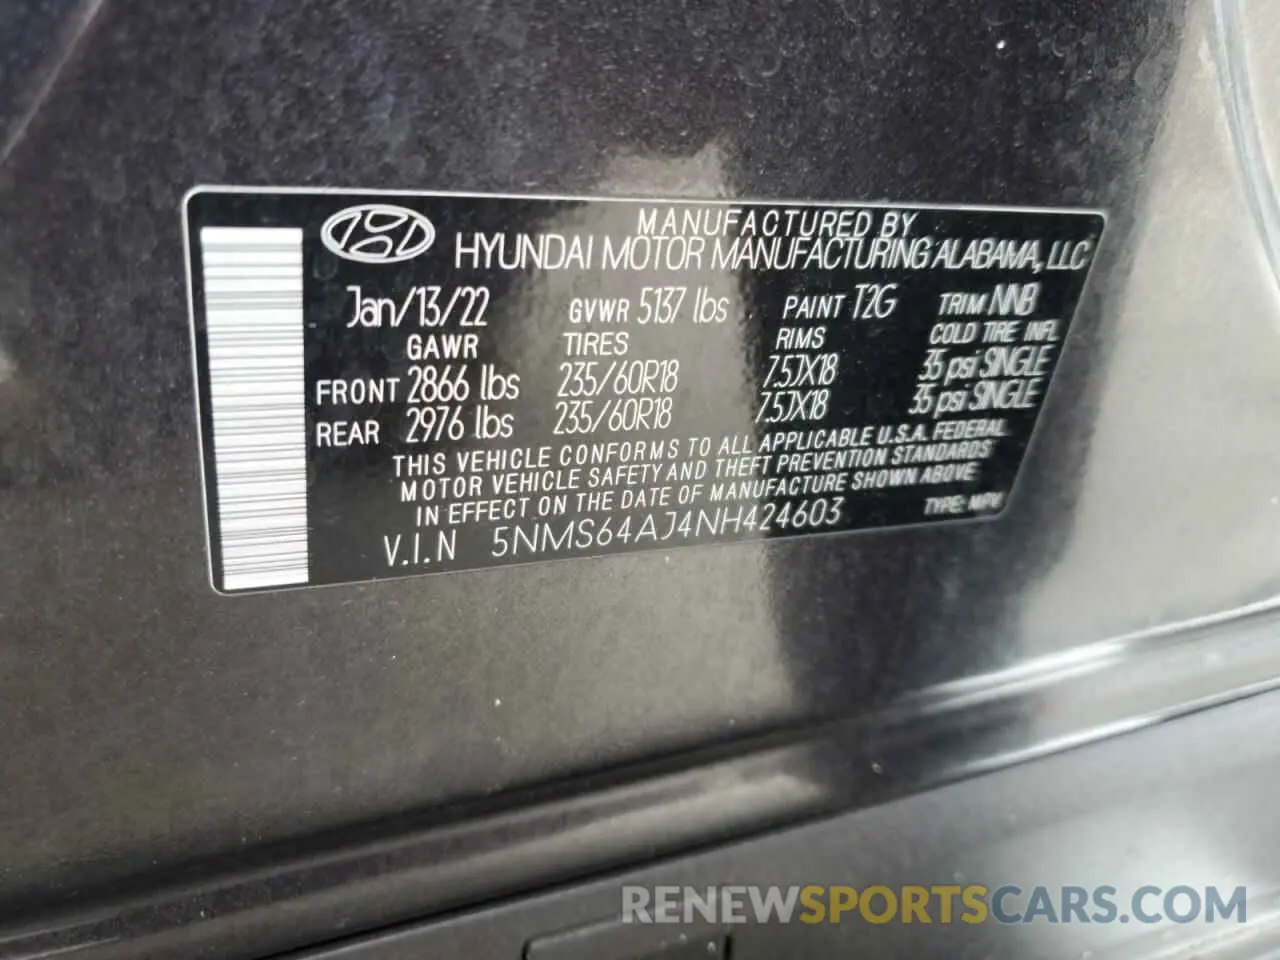 MANUFACTURED BY
HYUNDAI MOTOR MANUFACTURING ALABAMA, LLC
Jan/13/22 GVWR 5137 lbs PAINT T2G TRIM NNB
GAWR TIRES RIMS COLD TIRE INFL
FRONT 2866 lbs 235/60R18 7.5JX18 35 psi SINGLE
REAR 2976 lbs 235/60R18 7.5JX18 35 psi SINGLE
THIS VEHICLE CONFORMS TO ALL APPLICABLE U.S.A. FEDERAL
MOTOR VEHICLE SAFETY AND THEFT PREVENTION STANDARDS
IN EFFECT ON THE DATE OF MANUFACTURE SHOWN ABOVE
V.I.N 5NMS64AJ4NH424603 TYPE: MPV
RENEWSPORTSCARS.COM